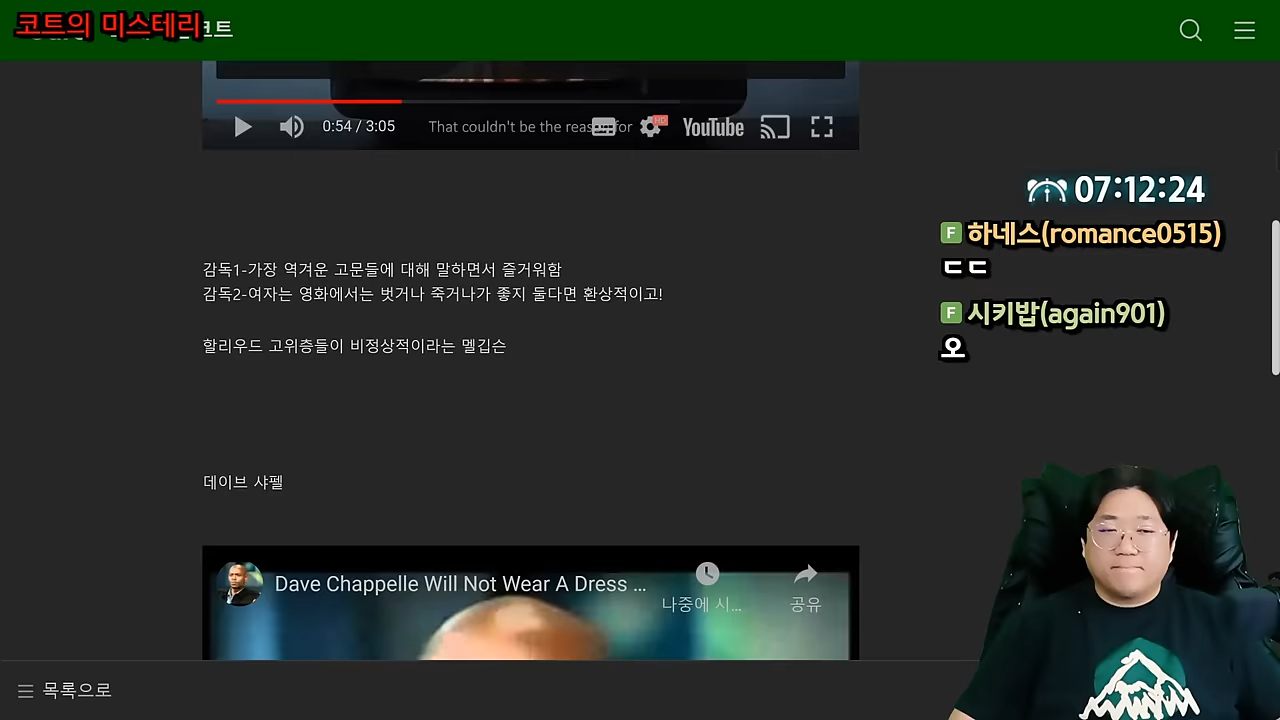 코트의 미스테리
코트
0:54 / 3:05
That couldn't be the reason for
HD
YouTube
07:12:24
F 하네스(romance0515)
ㄷㄷ
F 시키밥(again901)
오
감독1-가장 역겨운 고문들에 대해 말하면서 즐거워함
감독2-여자는 영화에서는 벗거나 죽거나가 좋지 둘다면 환상적이고!
할리우드 고위층들이 비정상적이라는 멜깁슨
데이브 샤펠
Dave Chappelle Will Not Wear A Dress ...
나중에 시...
공유
목록으로